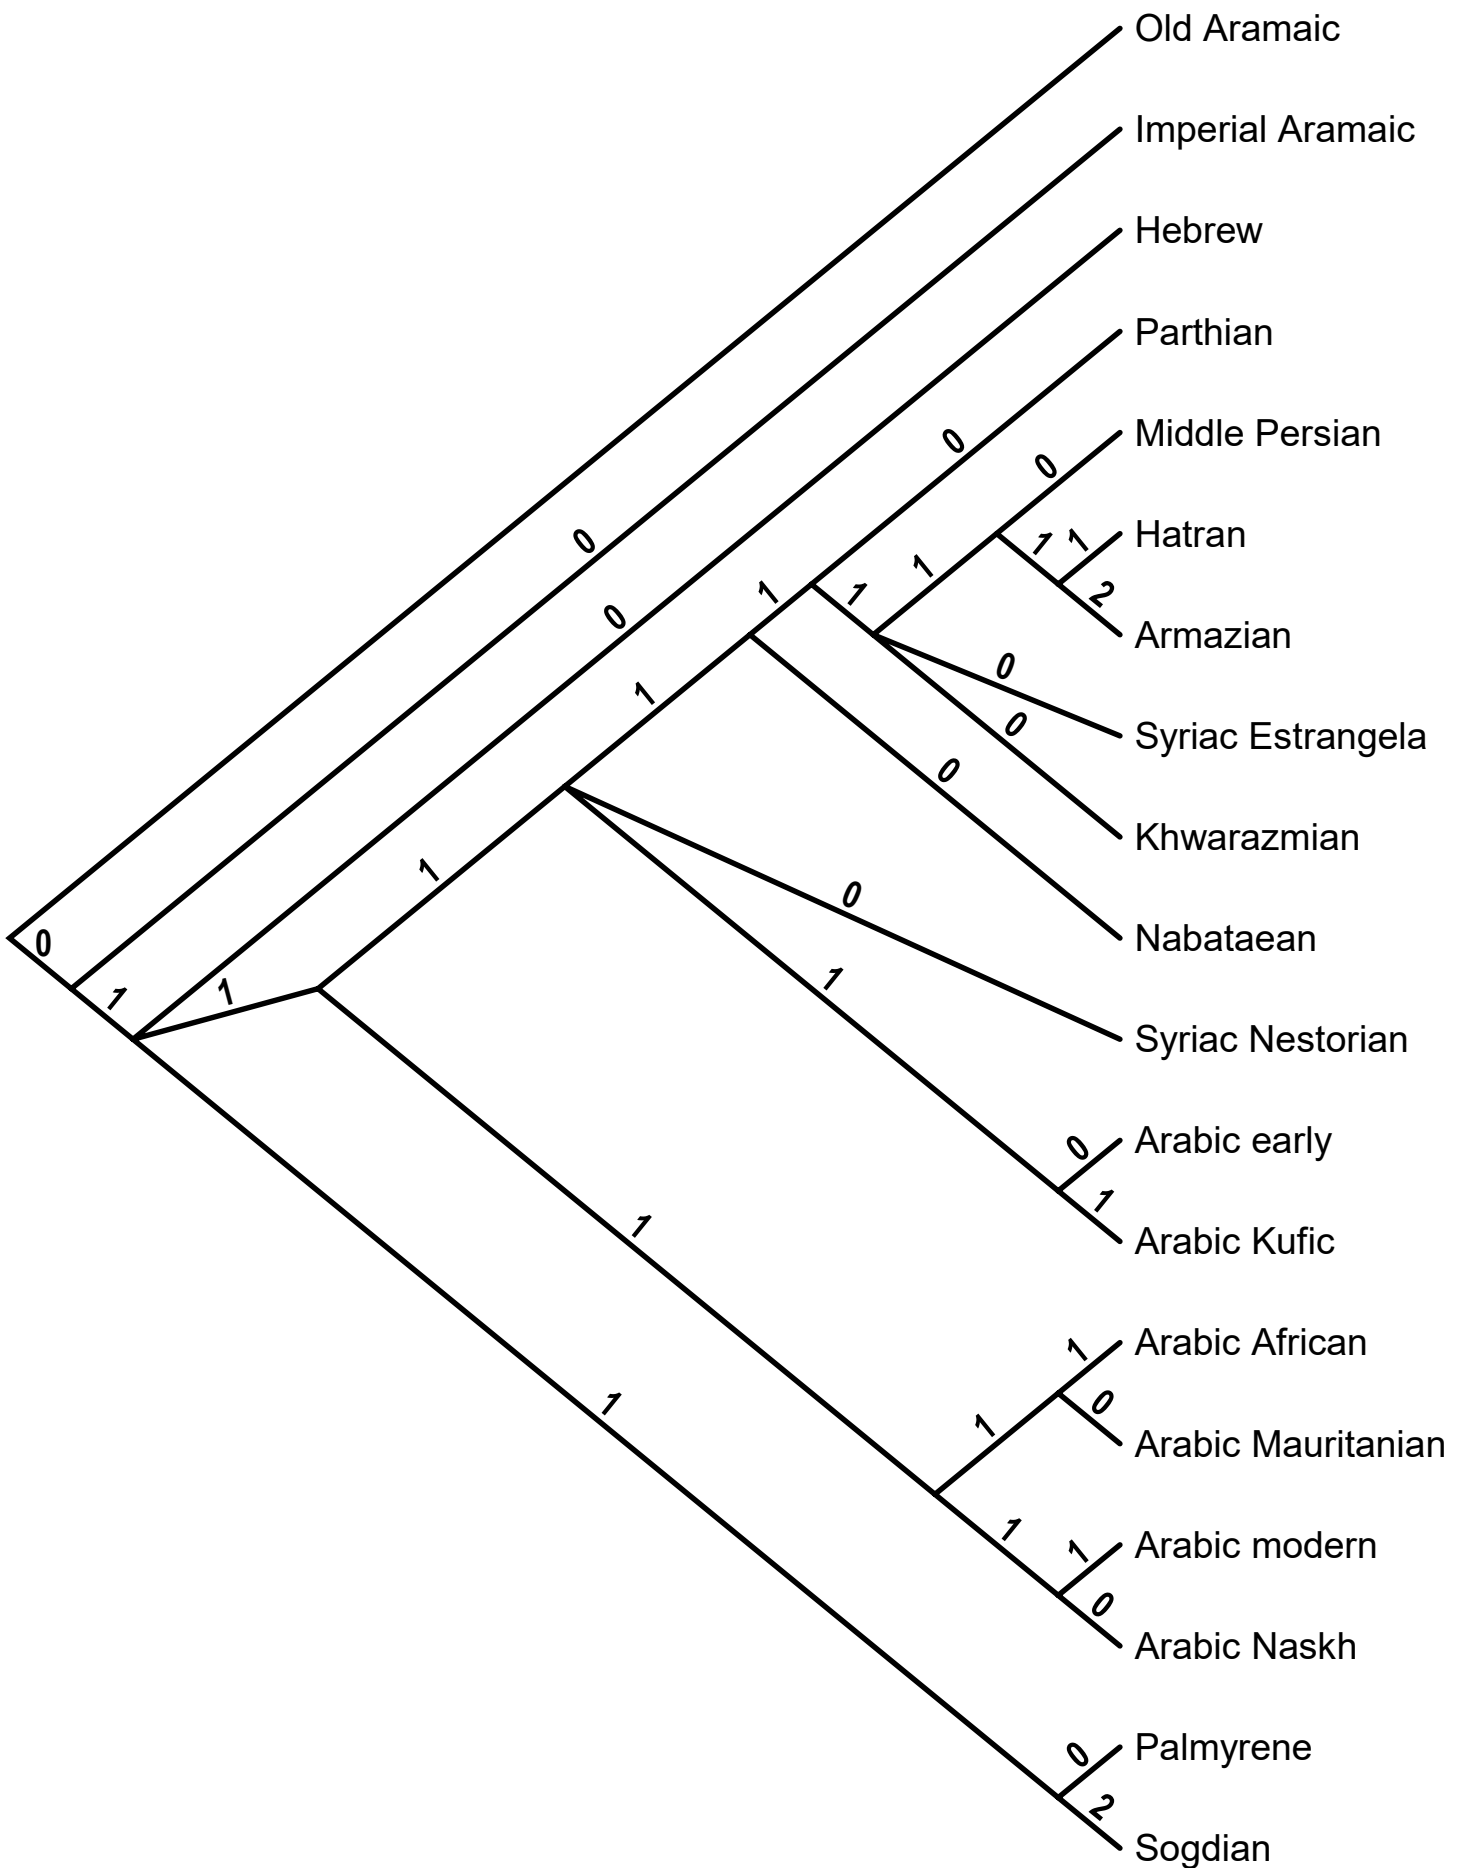 Old Aramaic
Imperial Aramaic
Hebrew
Parthian
0
Middle Persian
0
Hatran
1 1
0
1
2
1 1
0
Armazian
0
1
0
Syriac Estrangela
0
Khwarazmian
1
0
Nabataean
0
1
Syriac Nestorian
1
0
1
1
Arabic early
0
1
Arabic Kufic
1
Arabic African
1
0
1
1
Arabic Mauritanian
1
Arabic modern
1
0
Arabic Naskh
Palmyrene
0
2
Sogdian